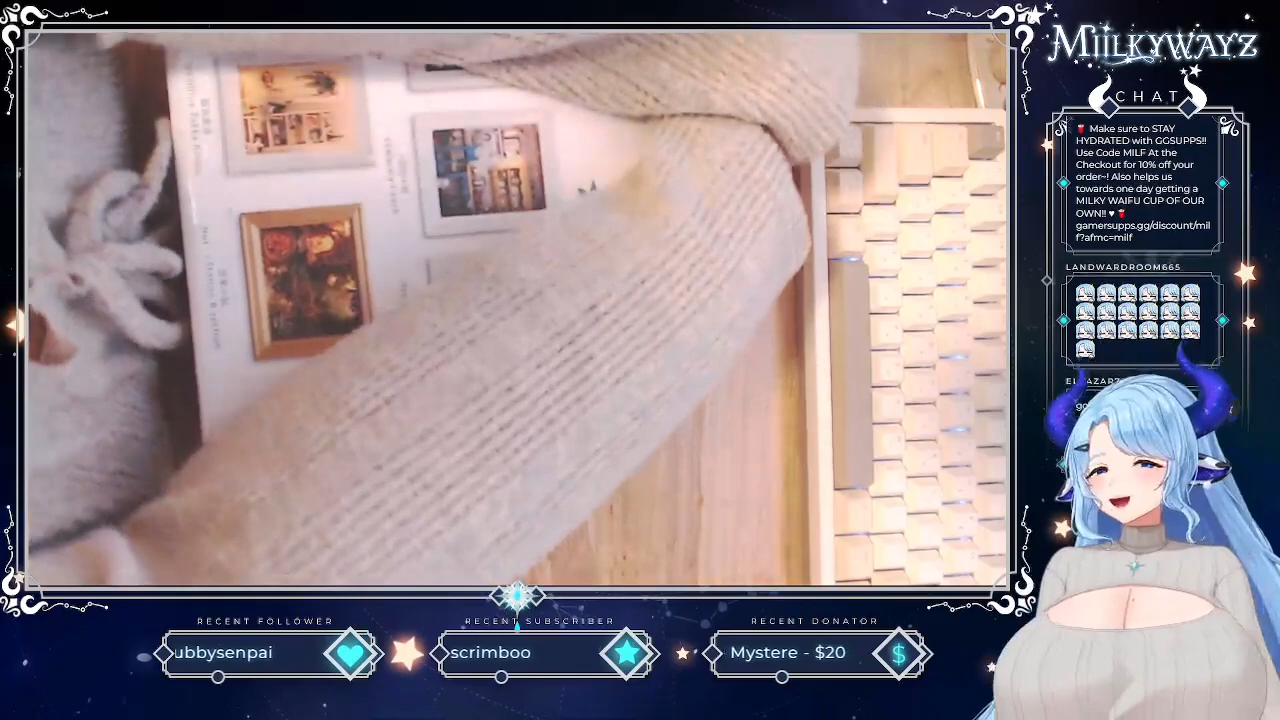 MIILKYWAYZ
CHAT
Make sure to STAY
HYDRATED with GGSUPPS!!
Use Code MILF At the
Checkout for 10% off your
order~! Also helps us
towards one day getting a
MILKY WAIFU CUP OF OUR
OWN!! ♥
gamersupps.gg/discount/mil
f?afmc=milf
LANDWARDROOM665
RECENT FOLLOWER
ubbysenpai
RECENT SUBSCRIBER
scrimboo
RECENT DONATOR
Mystere - $20
$